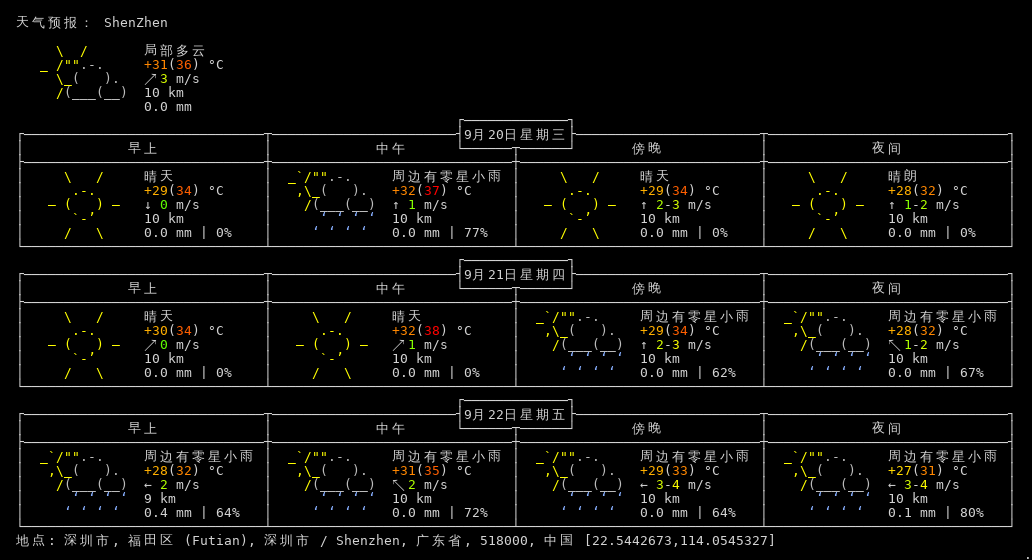 天气预报： ShenZhen
局部多云
+31(36) °C
↗3 m/s
10 km
0.0 mm
9月20日星期三
早上 中午 傍晚 夜间
晴天 周边有零星小雨 晴天 晴朗
+29(34) °C +32(37) °C +29(34) °C +28(32) °C
↓ 0 m/s ↑ 1 m/s ↑ 2-3 m/s ↑ 1-2 m/s
10 km 10 km 10 km 10 km
0.0 mm | 0% 0.0 mm | 77% 0.0 mm | 0% 0.0 mm | 0%
9月21日星期四
早上 中午 傍晚 夜间
晴天 晴天 周边有零星小雨 周边有零星小雨
+30(34) °C +32(38) °C +29(34) °C +28(32) °C
↗0 m/s ↗1 m/s ↑ 2-3 m/s ↖1-2 m/s
10 km 10 km 10 km 10 km
0.0 mm | 0% 0.0 mm | 0% 0.0 mm | 62% 0.0 mm | 67%
9月22日星期五
早上 中午 傍晚 夜间
周边有零星小雨 周边有零星小雨 周边有零星小雨 周边有零星小雨
+28(32) °C +31(35) °C +29(33) °C +27(31) °C
← 2 m/s ↖2 m/s ← 3-4 m/s ← 3-4 m/s
9 km 10 km 10 km 10 km
0.4 mm | 64% 0.0 mm | 72% 0.0 mm | 64% 0.1 mm | 80%
地点: 深圳市, 福田区 (Futian), 深圳市 / Shenzhen, 广东省, 518000, 中国 [22.5442673,114.0545327]